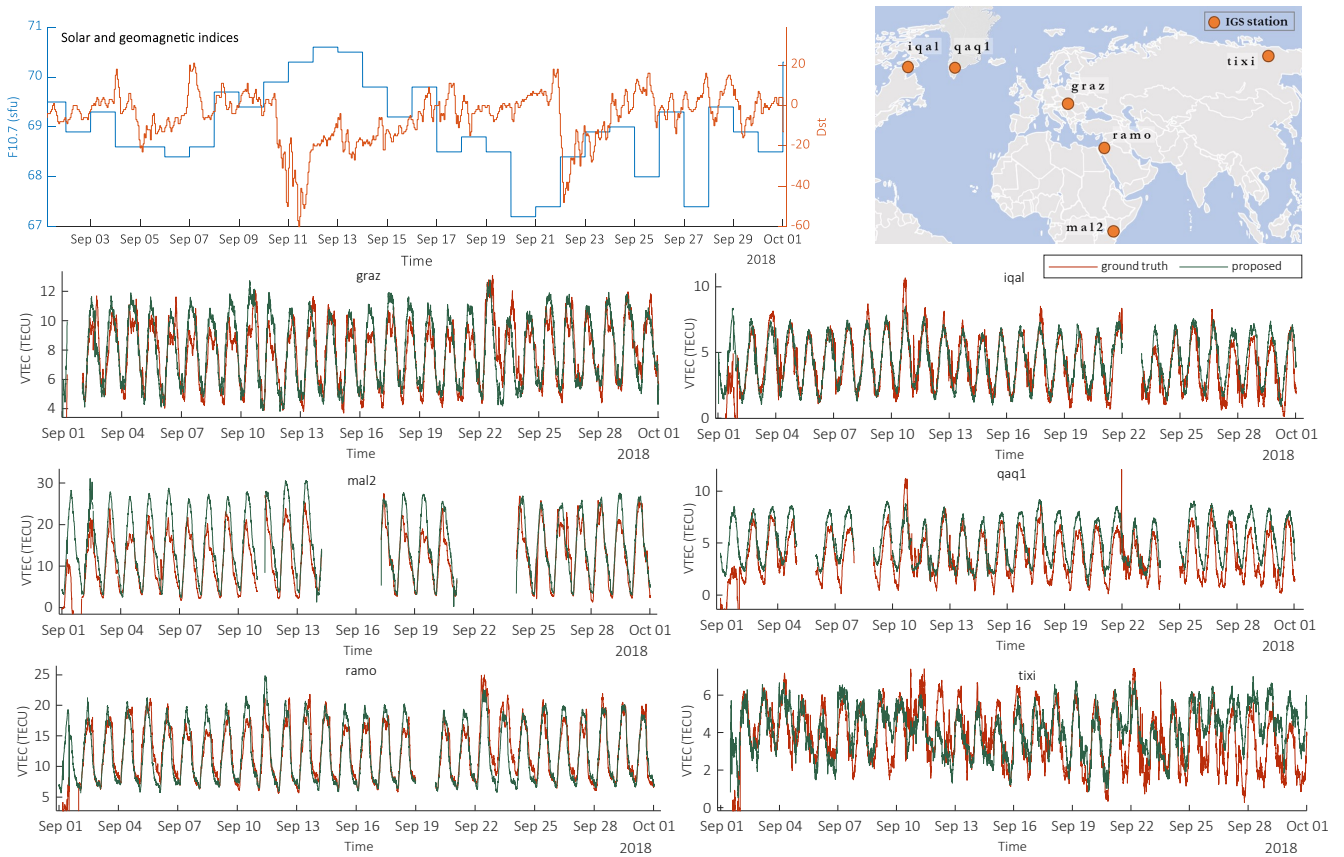 Solar and geomagnetic indices
F10.7 (sfu)
71
70
69
68
67
20
0
-20
-40
-60
Dst
Sep 03 Sep 05 Sep 07 Sep 09 Sep 11 Sep 13 Sep 15 Sep 17 Sep 19 Sep 21 Sep 23 Sep 25 Sep 27 Sep 29 Oct 01
Time
2018
IGS station
iqal
qaq1
tixi
graz
ramo
mal2
ground truth
proposed
graz
VTEC (TECU)
12
10
8
6
4
Sep 01 Sep 04 Sep 07 Sep 10 Sep 13 Sep 16 Sep 19 Sep 22 Sep 25 Sep 28 Oct 01
Time
2018
iqal
VTEC (TECU)
10
5
0
Sep 01 Sep 04 Sep 07 Sep 10 Sep 13 Sep 16 Sep 19 Sep 22 Sep 25 Sep 28 Oct 01
Time
2018
mal2
VTEC (TECU)
30
20
10
0
Sep 01 Sep 04 Sep 07 Sep 10 Sep 13 Sep 16 Sep 19 Sep 22 Sep 25 Sep 28 Oct 01
Time
2018
qaq1
VTEC (TECU)
10
5
0
Sep 01 Sep 04 Sep 07 Sep 10 Sep 13 Sep 16 Sep 19 Sep 22 Sep 25 Sep 28 Oct 01
Time
2018
ramo
VTEC (TECU)
25
20
15
10
5
Sep 01 Sep 04 Sep 07 Sep 10 Sep 13 Sep 16 Sep 19 Sep 22 Sep 25 Sep 28 Oct 01
Time
2018
tixi
VTEC (TECU)
6
4
2
0
Sep 01 Sep 04 Sep 07 Sep 10 Sep 13 Sep 16 Sep 19 Sep 22 Sep 25 Sep 28 Oct 01
Time
2018